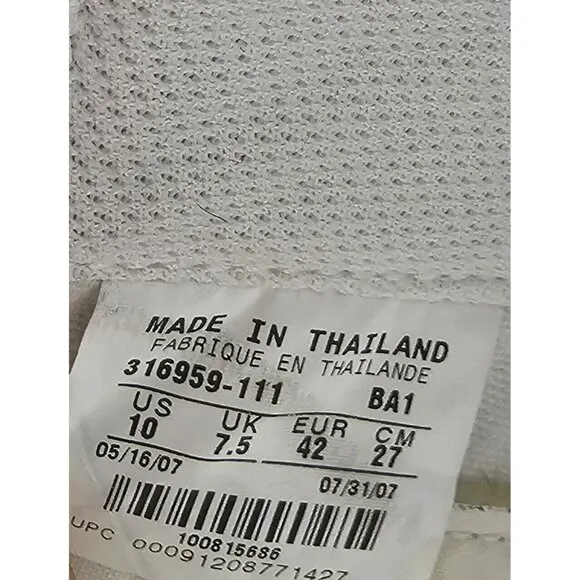 MADE IN THAILAND
FABRIQUE EN THAILANDE
316959-111 BA1
US UK EUR CM
10 7.5 42 27
05/16/07 07/31/07
100815686
UPC 00091208771427